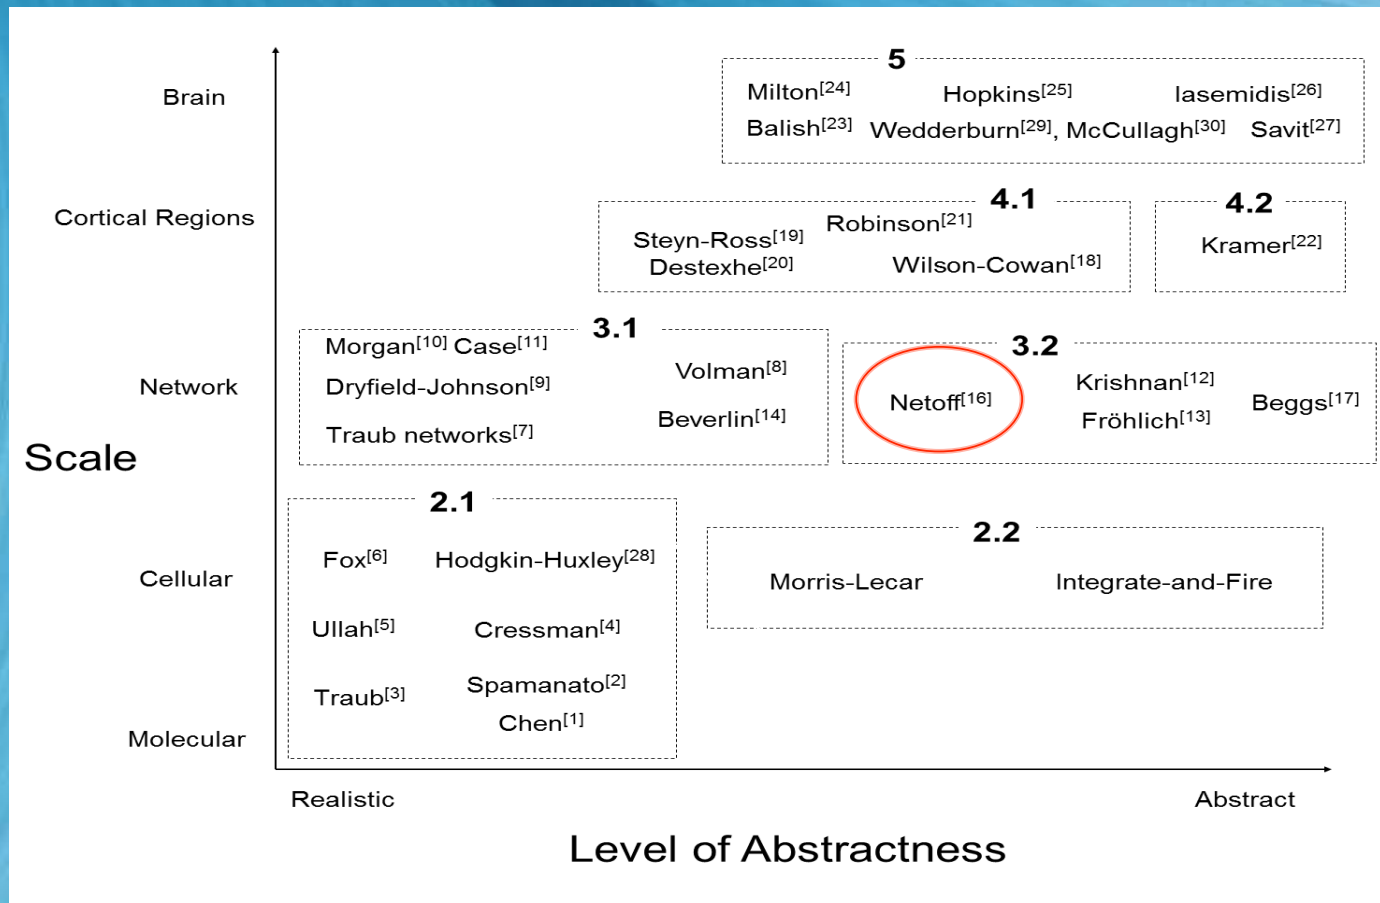 5
Brain
Milton[24] Hopkins[25] Iasemidis[26]
Balish[23] Wedderburn[29], McCullagh[30] Savit[27]
Cortical Regions
4.1
4.2
Robinson[21]
Steyn-Ross[19]
Destexhe[20]
Wilson-Cowan[18]
Kramer[22]
Network
3.1
Morgan[10] Case[11]
Dryfield-Johnson[9]
Traub networks[7]
Volman[8]
Beverlin[14]
3.2
Netoff[16]
Krishnan[12]
Fröhlich[13]
Beggs[17]
Scale
Cellular
2.1
Fox[6] Hodgkin-Huxley[28]
Ullah[5] Cressman[4]
Traub[3]
Spamanato[2]
Chen[1]
2.2
Morris-Lecar Integrate-and-Fire
Molecular
Realistic Abstract
Level of Abstractness